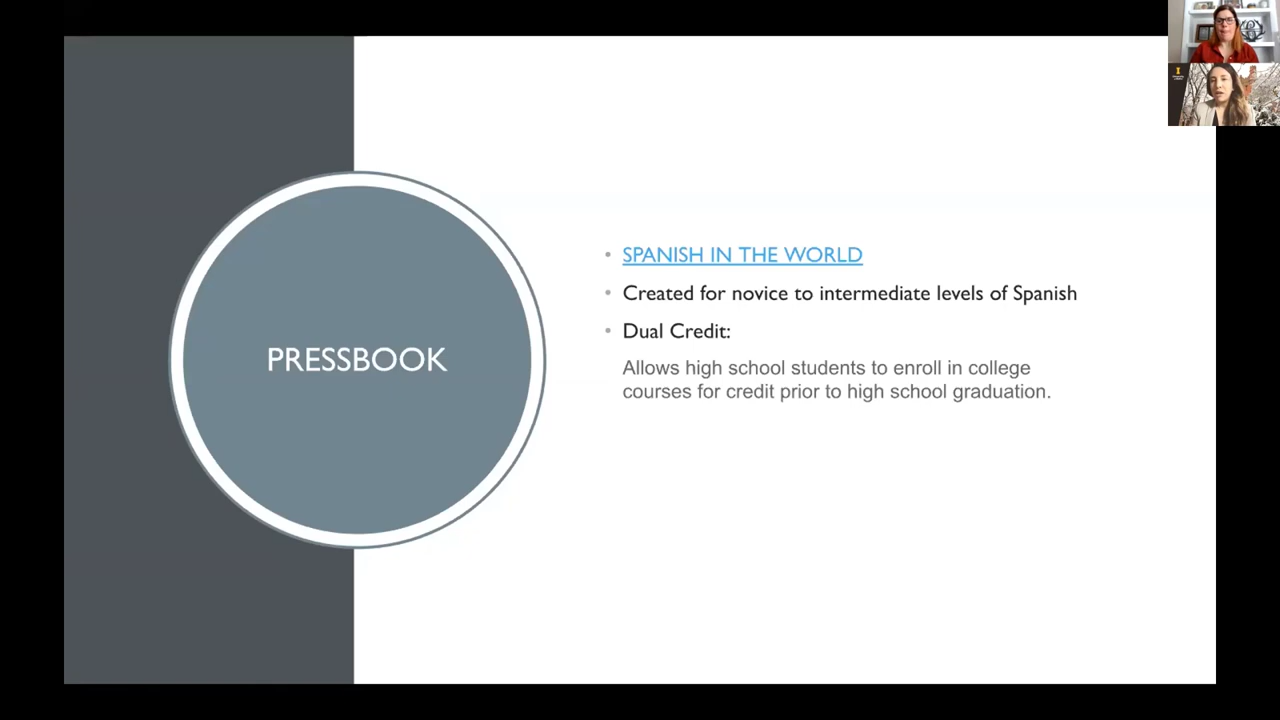 PRESSBOOK
SPANISH IN THE WORLD
Created for novice to intermediate levels of Spanish
Dual Credit:
Allows high school students to enroll in college
courses for credit prior to high school graduation.